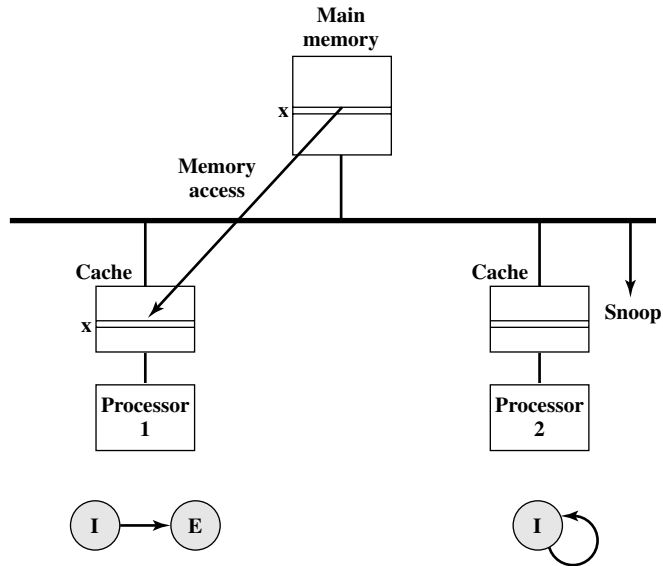 Main
memory
x
Memory
access
Cache
Cache
Snoop
x
Processor
1
Processor
2
I
E
I